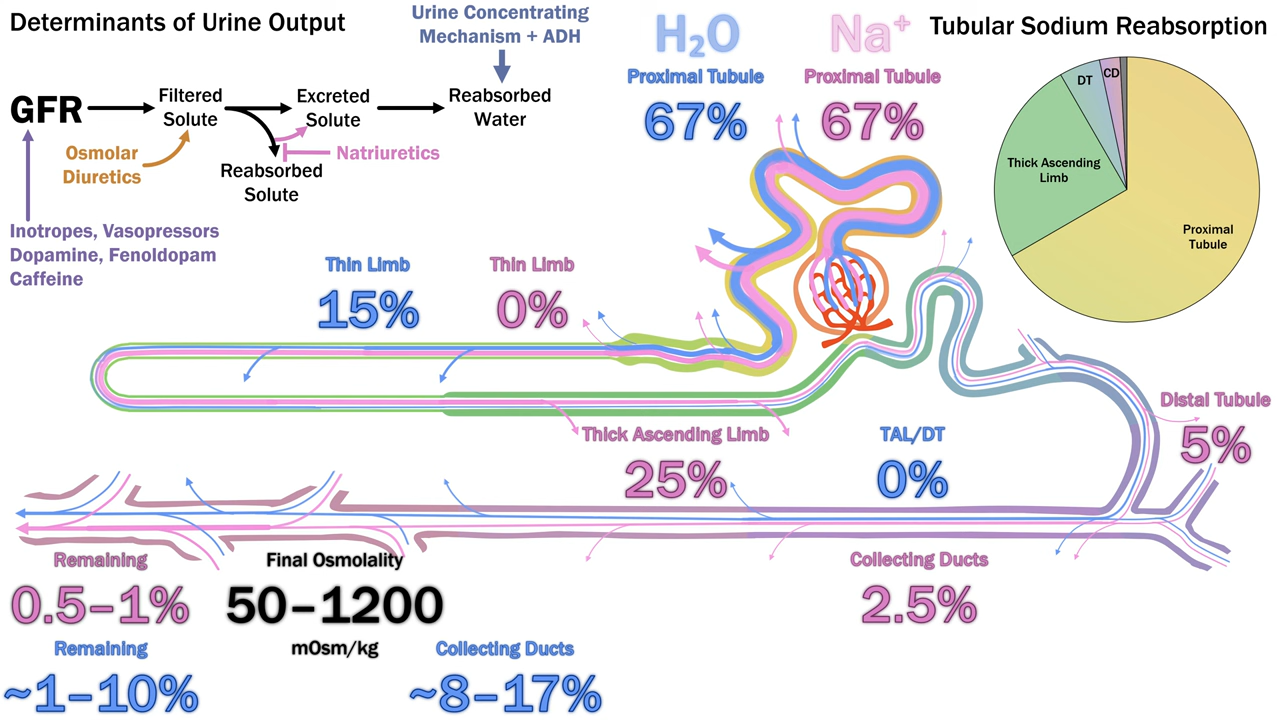 Determinants of Urine Output
Urine Concentrating
Mechanism + ADH
GFR
Filtered
Solute
Excreted
Solute
Reabsorbed
Water
Osmolar
Diuretics
Natriuretics
Reabsorbed
Solute
Inotropes, Vasopressors
Dopamine, Fenoldopam
Caffeine
H₂O
Proximal Tubule
67%
Na⁺
Proximal Tubule
67%
Tubular Sodium Reabsorption
DT
CD
Thick Ascending
Limb
Proximal
Tubule
Thin Limb
15%
Thin Limb
0%
Thick Ascending Limb
25%
TAL/DT
0%
Distal Tubule
5%
Collecting Ducts
2.5%
Remaining
0.5–1%
Final Osmolality
50–1200
mOsm/kg
Remaining
~1–10%
Collecting Ducts
~8–17%